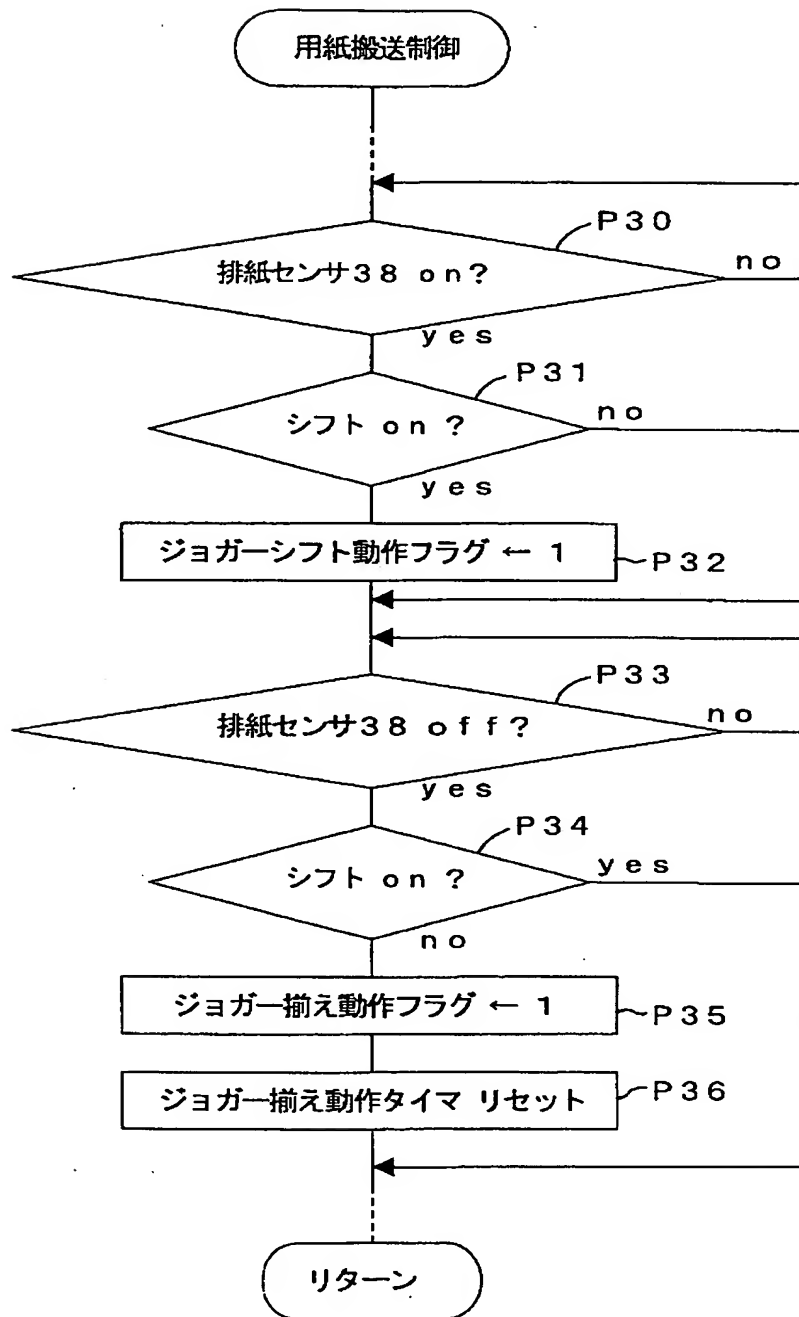 用紙搬送制御
P30
排紙センサ38 on?
no
yes
P31
シフト on ?
no
yes
ジョガーシフト動作フラグ ← 1
P32
P33
排紙センサ38 off?
no
yes
P34
シフト on ?
yes
no
ジョガー揃え動作フラグ ← 1
P35
ジョガー揃え動作タイマ リセット
P36
リターン